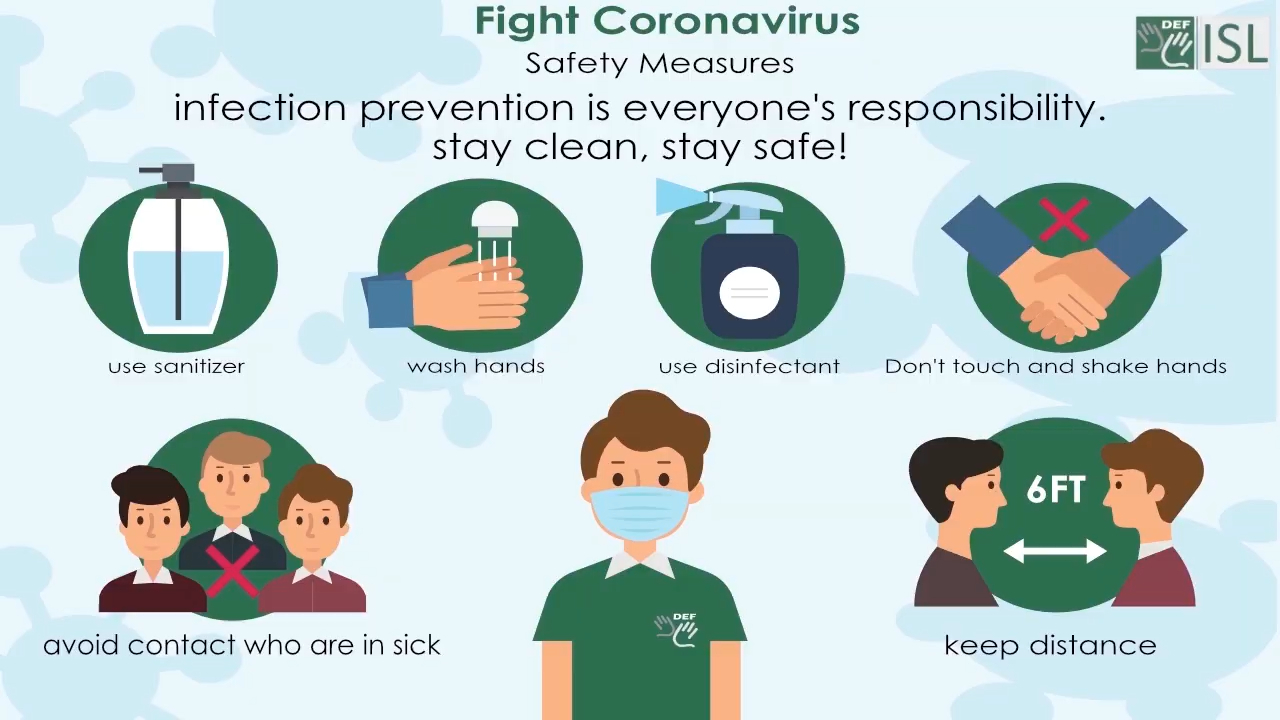 Fight Coronavirus
Safety Measures
infection prevention is everyone's responsibility.
stay clean, stay safe!
DEF
ISL
use sanitizer
wash hands
use disinfectant
Don't touch and shake hands
6FT
DEF
avoid contact who are in sick
keep distance